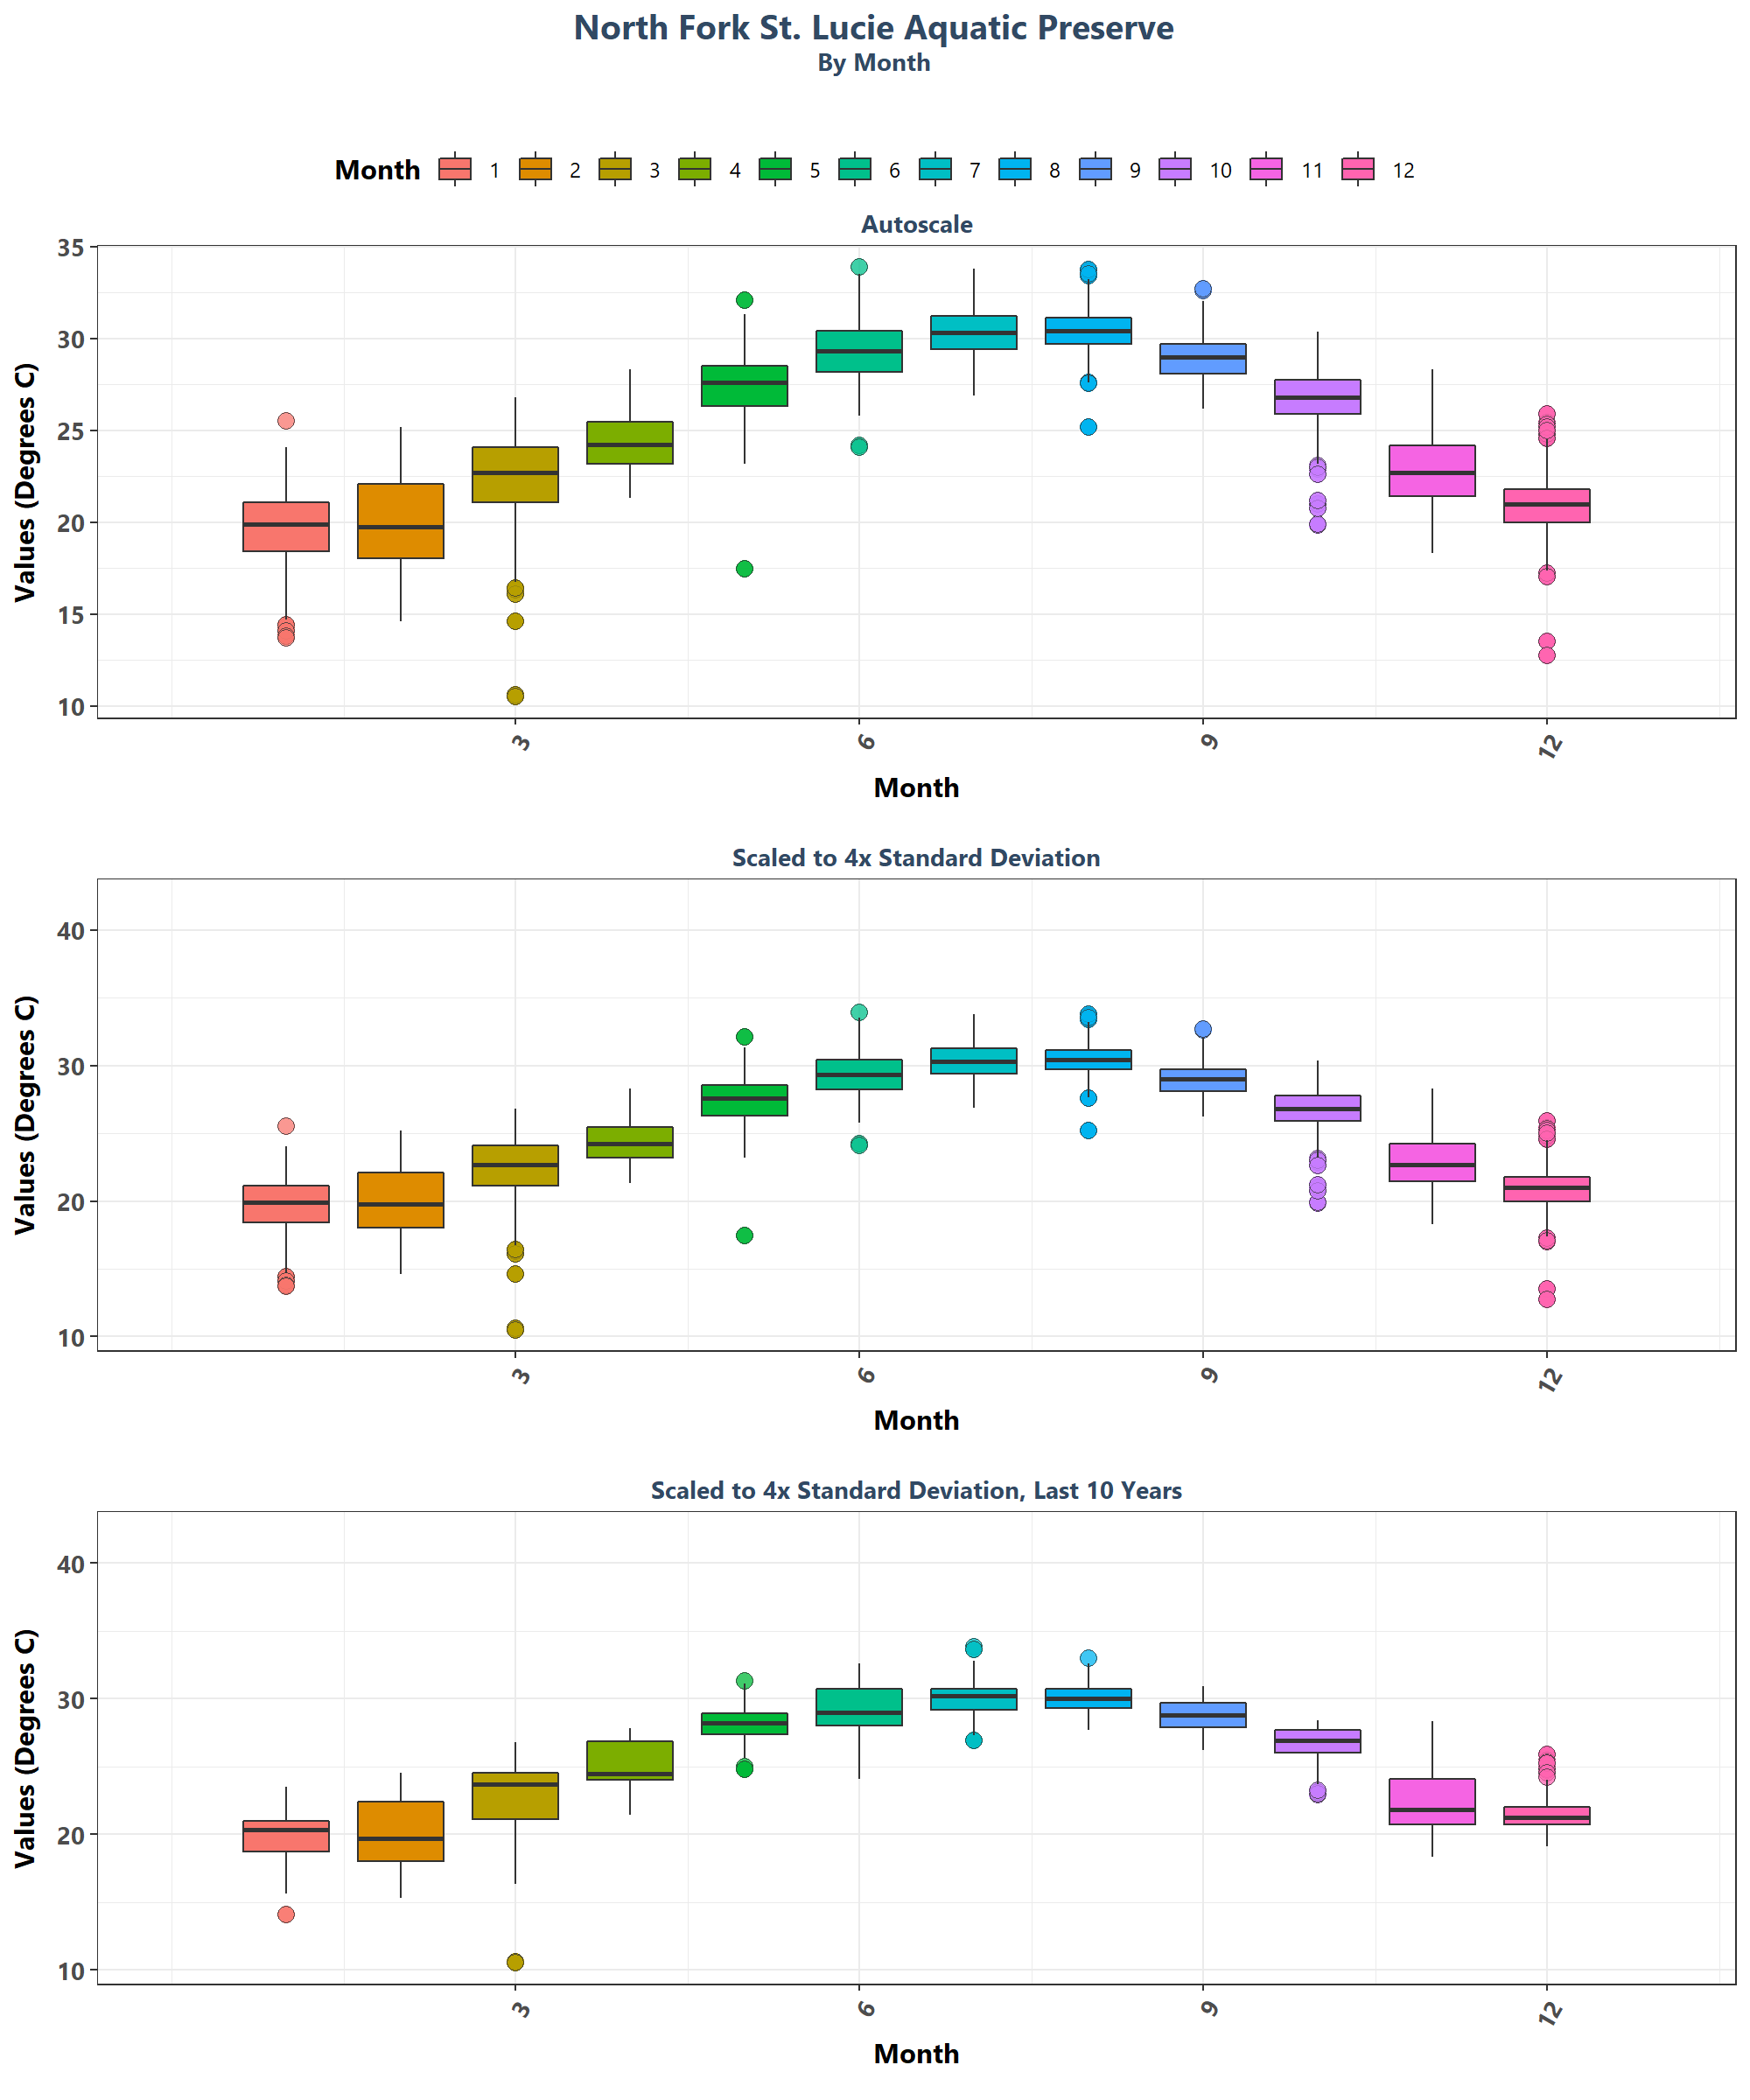 North Fork St. Lucie Aquatic Preserve
By Month
Month 1 2 3 4 5 6 7 8 9 10 11 12
Autoscale
Values (Degrees C)
35
30
25
20
15
10
3 6 9 12
Month
Scaled to 4x Standard Deviation
Values (Degrees C)
40
30
20
10
3 6 9 12
Month
Scaled to 4x Standard Deviation, Last 10 Years
Values (Degrees C)
40
30
20
10
3 6 9 12
Month